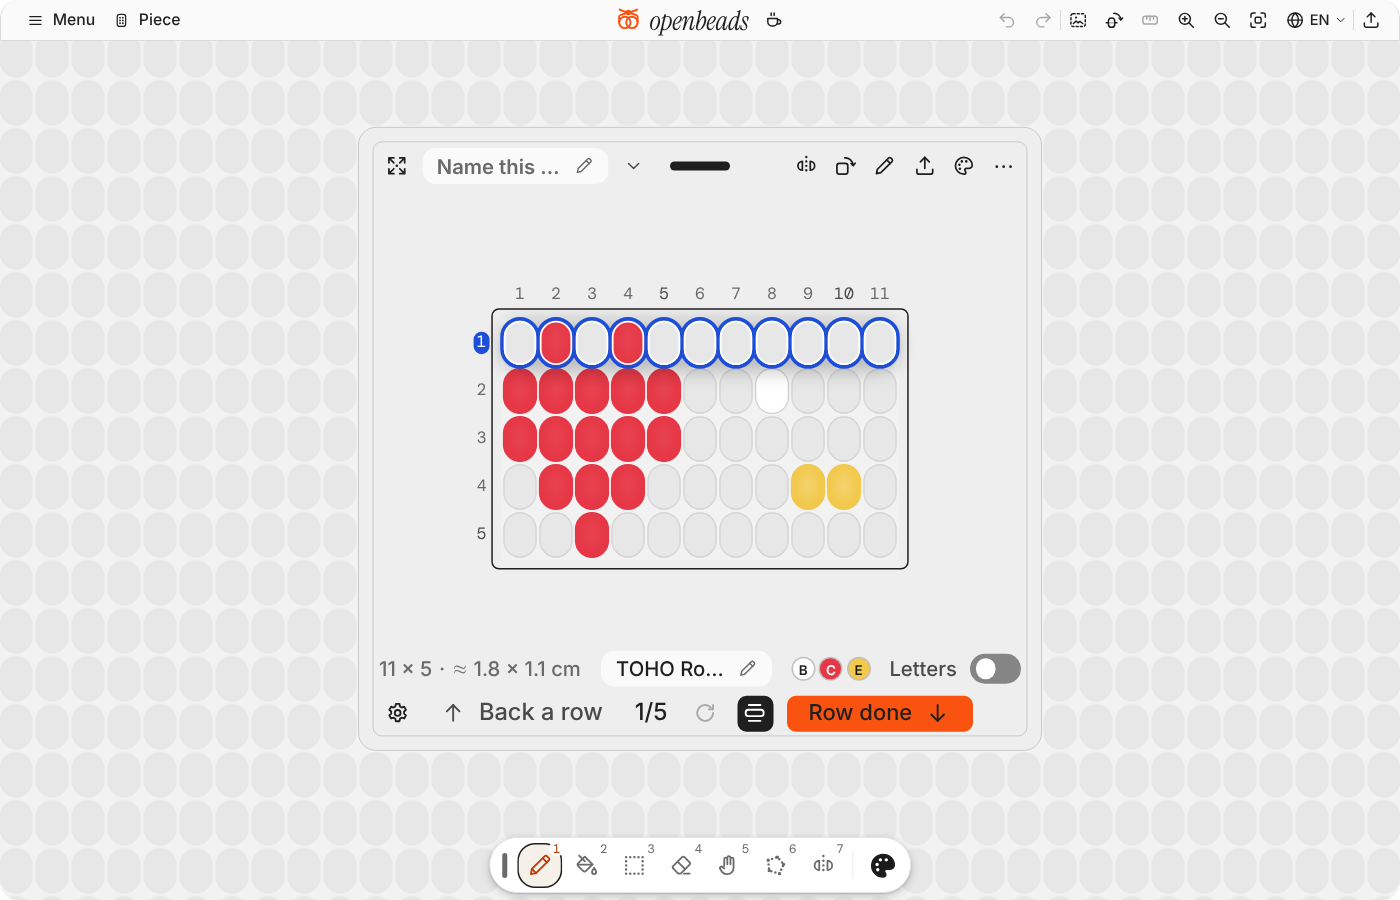 Menu Piece openbeads EN
Name this ...
1 2 3 4 5 6 7 8 9 10 11
1
2
3
4
5
11 × 5 · ≈ 1.8 × 1.1 cm TOHO Ro... B C E Letters
Back a row 1/5 Row done
1 2 3 4 5 6 7